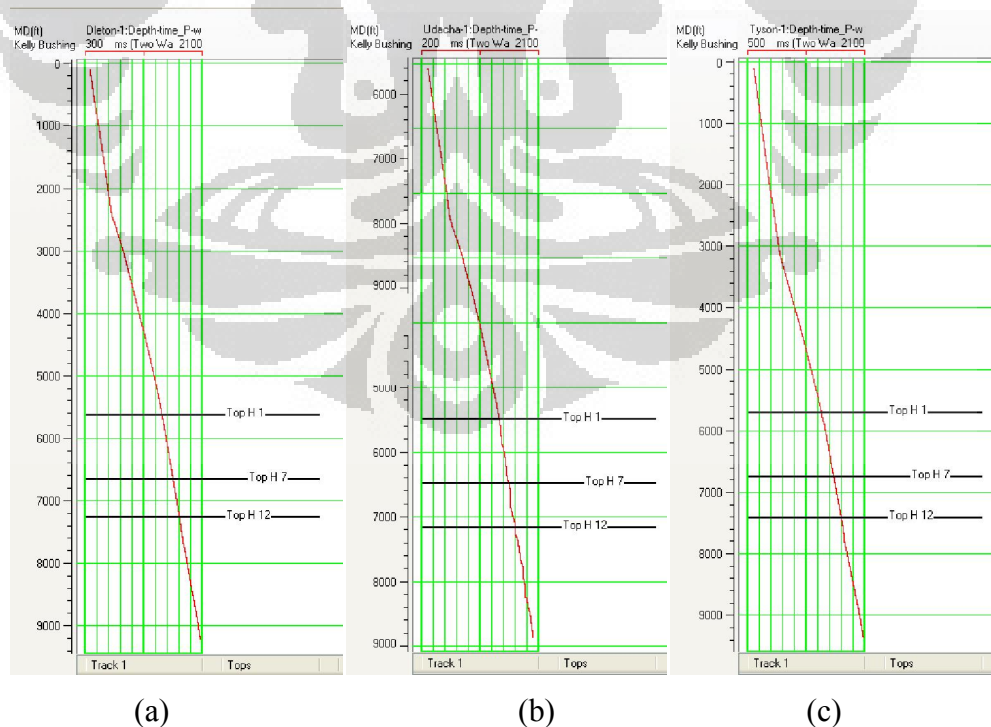 MD(ft)
Kelly Bushing
Dleton-1:Depth-time_P-w
300 ms (Two Wa 2100
0
1000
2000
3000
4000
5000
6000
7000
8000
9000
Top H 1
Top H 7
Top H 12
Track 1
Tops
(a)
MD(ft)
Kelly Bushing
Udacha-1:Depth-time_P-
200 ms (Two Wa 2100
6000
7000
8000
9000
5000
6000
7000
8000
9000
Top H 1
Top H 7
Top H 12
Track 1
Tops
(b)
MD(ft)
Kelly Bushing
Tyson-1:Depth-time_P-w
500 ms (Two Wa 2100
0
1000
2000
3000
4000
5000
6000
7000
8000
9000
Top H 1
Top H 7
Top H 12
Track 1
Tops
(c)